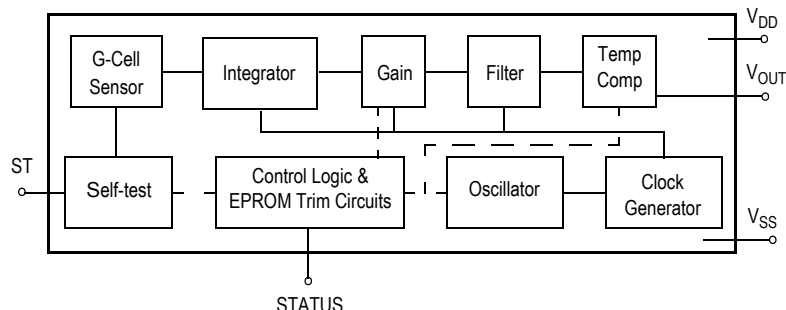 V_DD
G-Cell
Sensor
Integrator
Gain
Filter
Temp
Comp
V_OUT
ST
Self-test
Control Logic &
EPROM Trim Circuits
Oscillator
Clock
Generator
V_SS
STATUS